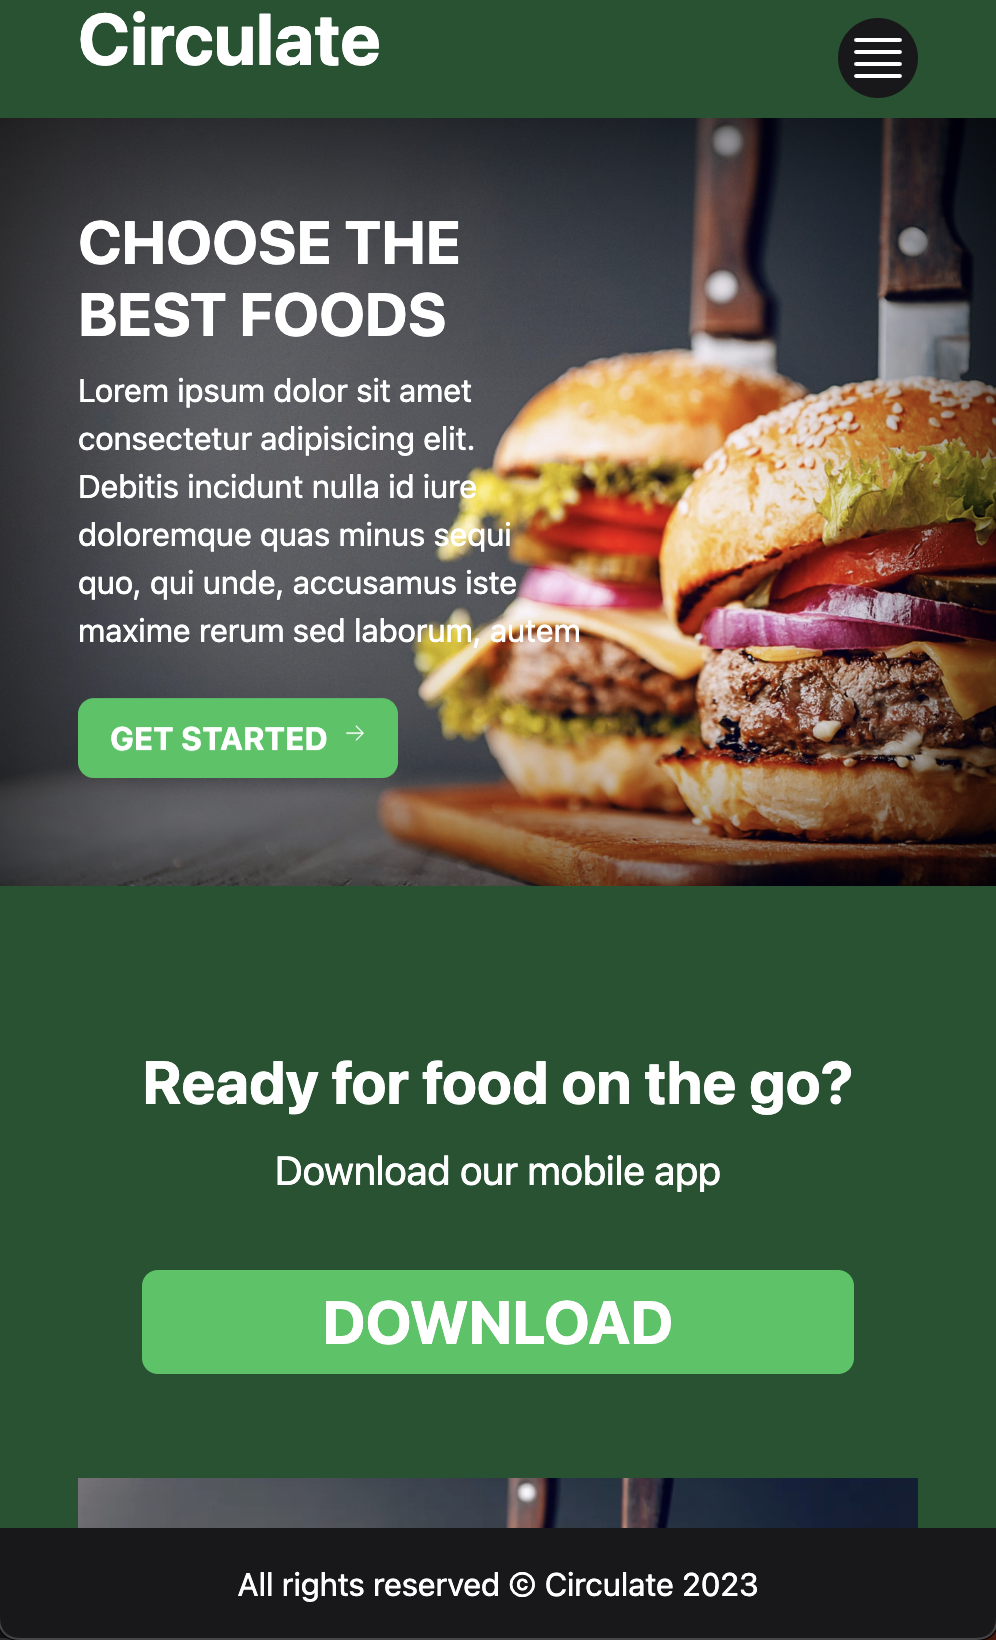 Circulate
CHOOSE THE
BEST FOODS
Lorem ipsum dolor sit amet
consectetur adipisicing elit.
Debitis incidunt nulla id iure
doloremque quas minus sequi
quo, qui unde, accusamus iste
maxime rerum sed laborum, autem
GET STARTED →
Ready for food on the go?
Download our mobile app
DOWNLOAD
All rights reserved © Circulate 2023